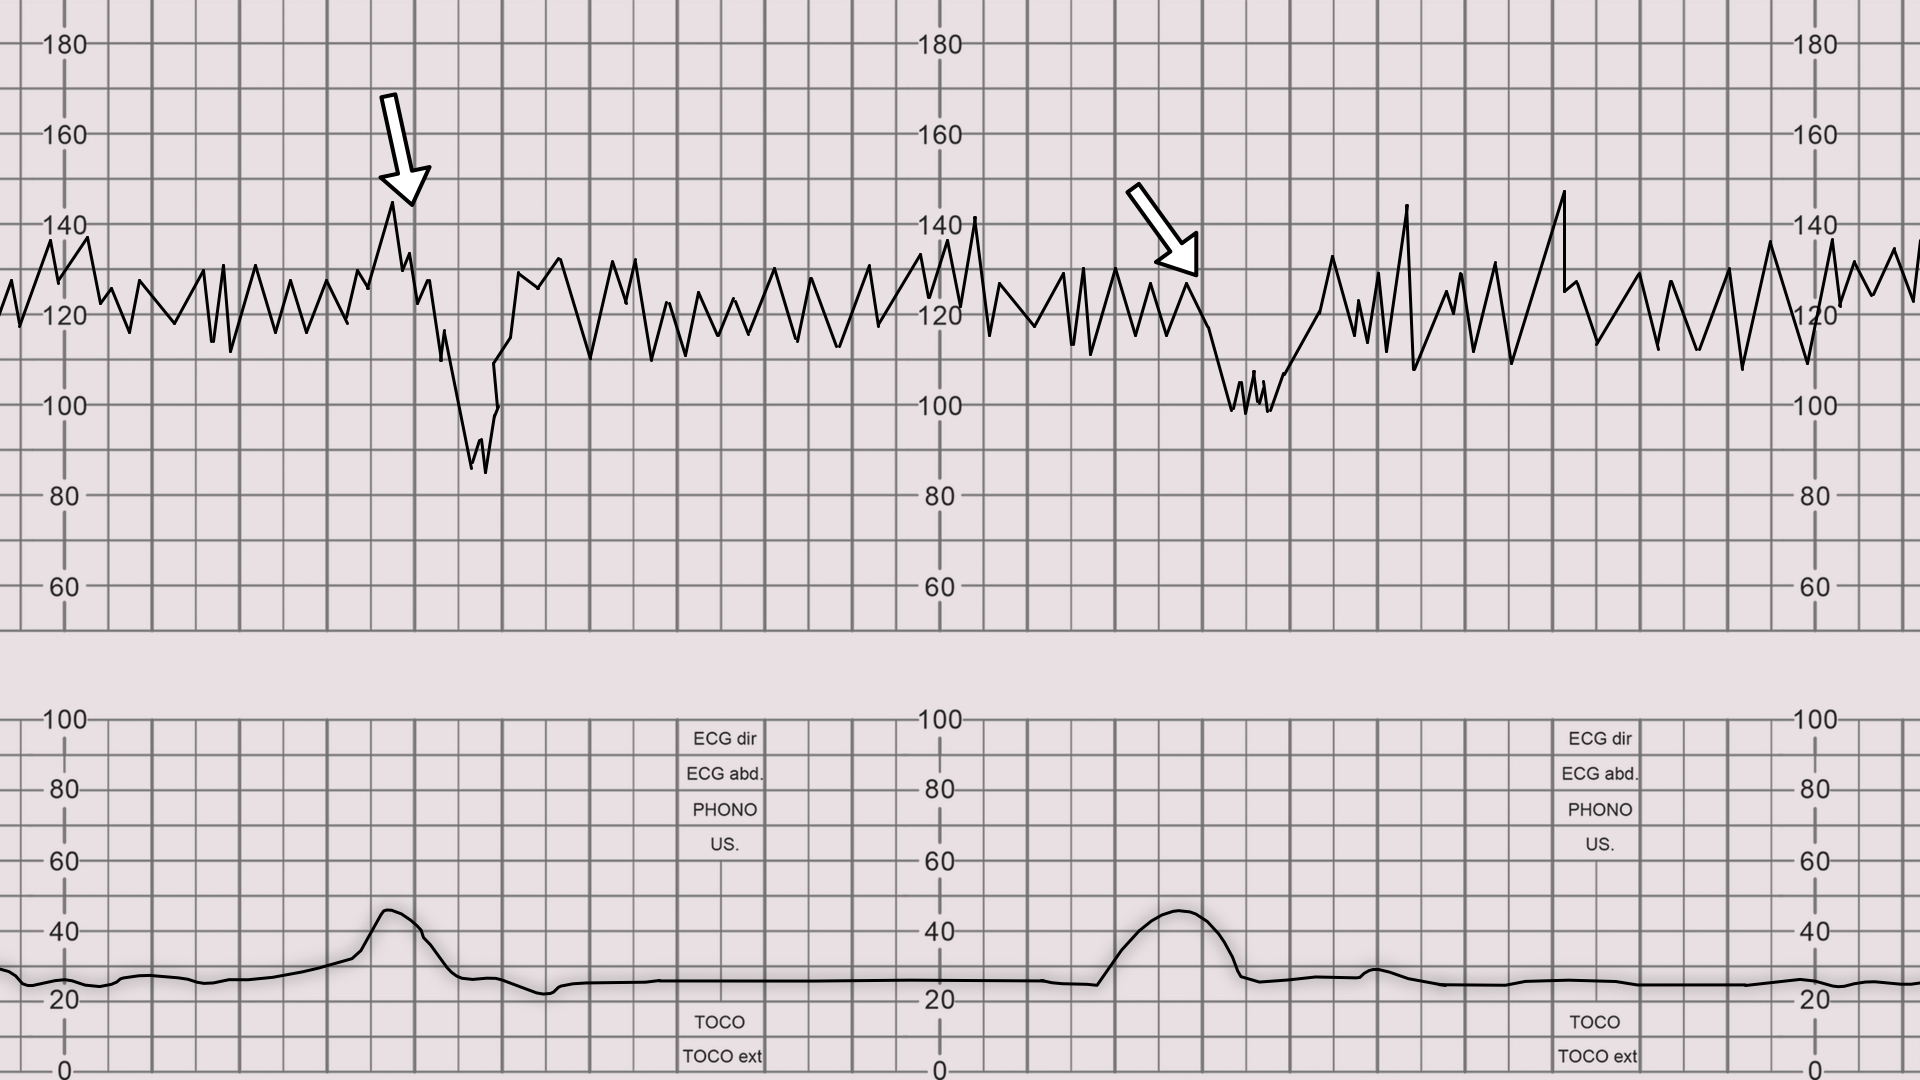 180 180 180
160 160 160
140 140 140
120 120 120
100 100 100
80 80 80
60 60 60
100 100 100
ECG dir ECG dir
80 ECG abd. 80 ECG abd. 80
PHONO PHONO
60 US. 60 US. 60
40 40 40
20 20 20
TOCO TOCO
TOCO ext TOCO ext
0 0 0